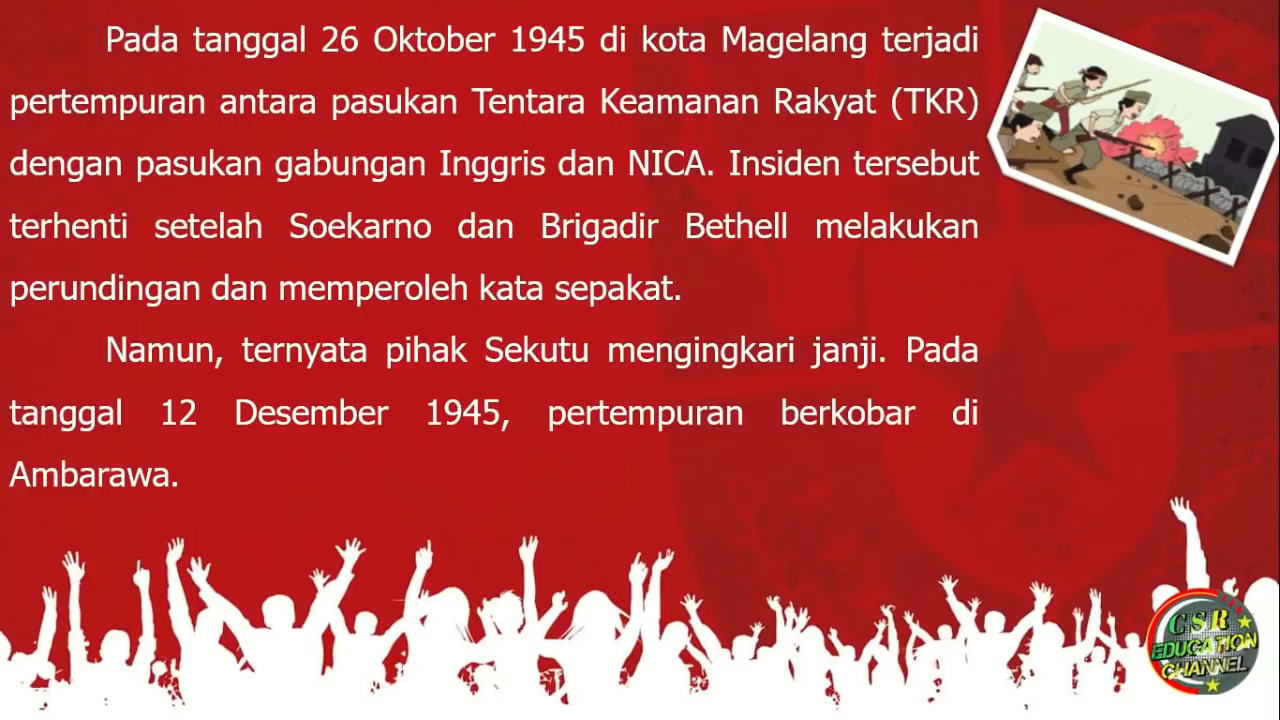 Pada tanggal 26 Oktober 1945 di kota Magelang terjadi
pertempuran antara pasukan Tentara Keamanan Rakyat (TKR)
dengan pasukan gabungan Inggris dan NICA. Insiden tersebut
terhenti setelah Soekarno dan Brigadir Bethell melakukan
perundingan dan memperoleh kata sepakat.
Namun, ternyata pihak Sekutu mengingkari janji. Pada
tanggal 12 Desember 1945, pertempuran berkobar di
Ambarawa.
CSR
EDUCATION
CHANNEL